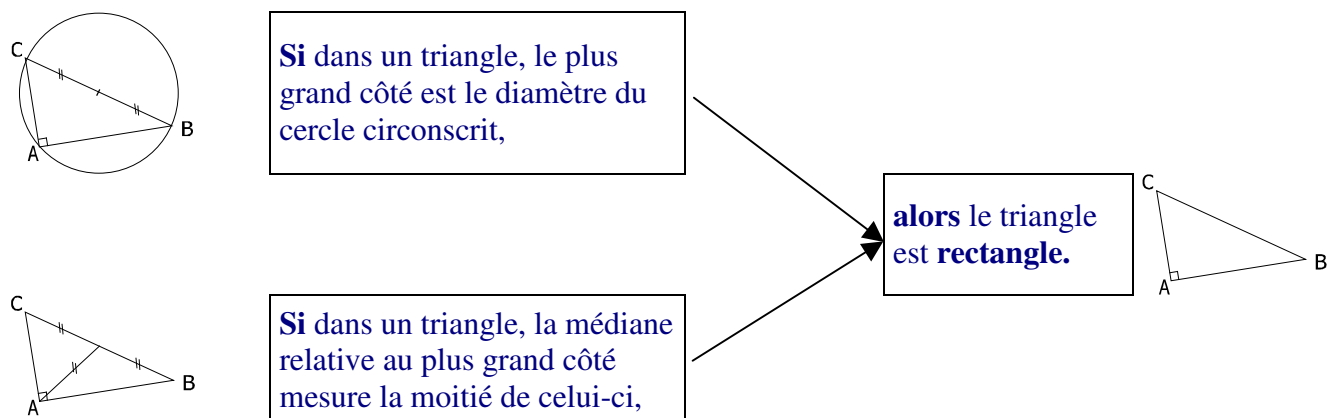 C
B
A
Si dans un triangle, le plus
grand côté est le diamètre du
cercle circonscrit,
alors le triangle
est rectangle.
C
B
A
C
B
A
Si dans un triangle, la médiane
relative au plus grand côté
mesure la moitié de celui-ci,